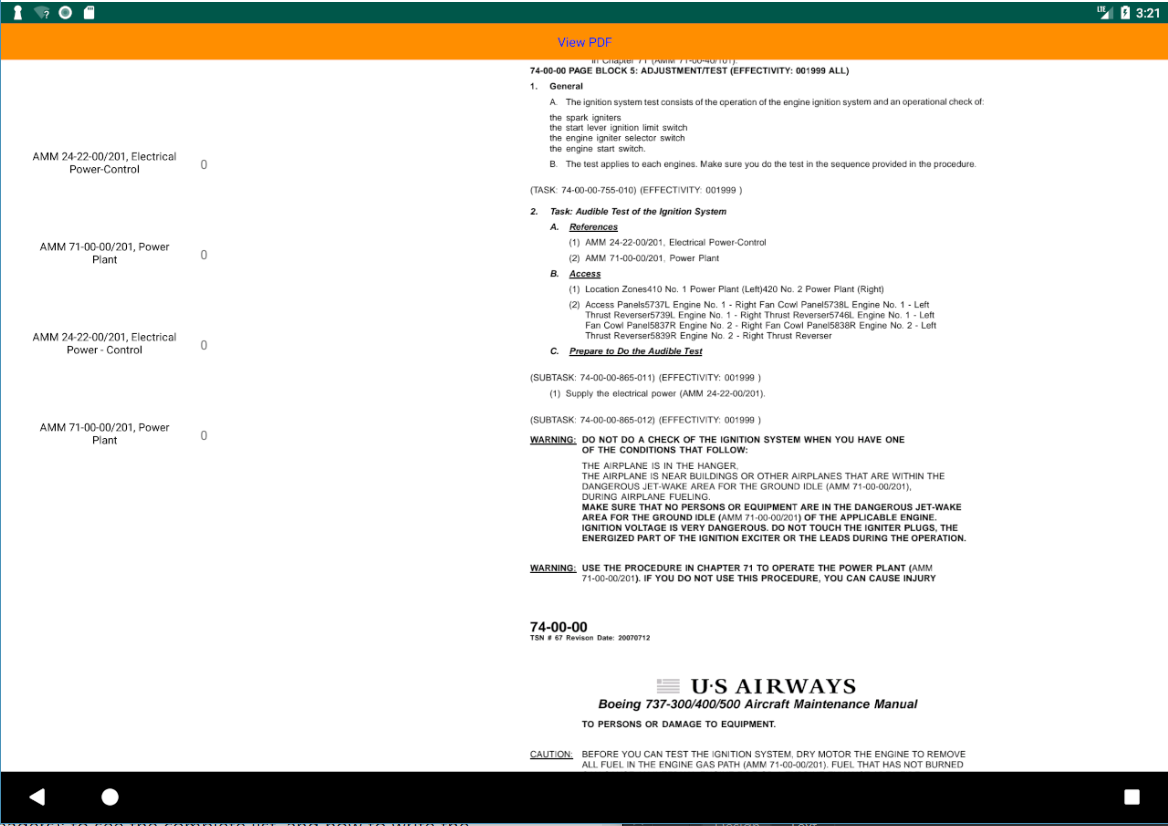 LTE 3:21
View PDF
AMM 24-22-00/201, Electrical
Power-Control
0
AMM 71-00-00/201, Power
Plant
0
AMM 24-22-00/201, Electrical
Power - Control
0
AMM 71-00-00/201, Power
Plant
0
in Chapter 71 (AMM 71-00-40/101).
74-00-00 PAGE BLOCK 5: ADJUSTMENT/TEST (EFFECTIVITY: 001999 ALL)
1. General
A. The ignition system test consists of the operation of the engine ignition system and an operational check of:
the spark igniters
the start lever ignition limit switch
the engine igniter selector switch
the engine start switch.
B. The test applies to each engines. Make sure you do the test in the sequence provided in the procedure.
(TASK: 74-00-00-755-010) (EFFECTIVITY: 001999 )
2. Task: Audible Test of the Ignition System
A. References
(1) AMM 24-22-00/201, Electrical Power-Control
(2) AMM 71-00-00/201, Power Plant
B. Access
(1) Location Zones410 No. 1 Power Plant (Left)420 No. 2 Power Plant (Right)
(2) Access Panels5737L Engine No. 1 - Right Fan Cowl Panel5738L Engine No. 1 - Left
Thrust Reverser5739L Engine No. 1 - Right Thrust Reverser5746L Engine No. 1 - Left
Fan Cowl Panel5837R Engine No. 2 - Right Fan Cowl Panel5838R Engine No. 2 - Left
Thrust Reverser5839R Engine No. 2 - Right Thrust Reverser
C. Prepare to Do the Audible Test
(SUBTASK: 74-00-00-865-011) (EFFECTIVITY: 001999 )
(1) Supply the electrical power (AMM 24-22-00/201).
(SUBTASK: 74-00-00-865-012) (EFFECTIVITY: 001999 )
WARNING: DO NOT DO A CHECK OF THE IGNITION SYSTEM WHEN YOU HAVE ONE
OF THE CONDITIONS THAT FOLLOW:
THE AIRPLANE IS IN THE HANGER,
THE AIRPLANE IS NEAR BUILDINGS OR OTHER AIRPLANES THAT ARE WITHIN THE
DANGEROUS JET-WAKE AREA FOR THE GROUND IDLE (AMM 71-00-00/201),
DURING AIRPLANE FUELING.
MAKE SURE THAT NO PERSONS OR EQUIPMENT ARE IN THE DANGEROUS JET-WAKE
AREA FOR THE GROUND IDLE (AMM 71-00-00/201) OF THE APPLICABLE ENGINE.
IGNITION VOLTAGE IS VERY DANGEROUS. DO NOT TOUCH THE IGNITER PLUGS, THE
ENERGIZED PART OF THE IGNITION EXCITER OR THE LEADS DURING THE OPERATION.
WARNING: USE THE PROCEDURE IN CHAPTER 71 TO OPERATE THE POWER PLANT (AMM
71-00-00/201). IF YOU DO NOT USE THIS PROCEDURE, YOU CAN CAUSE INJURY
74-00-00
TSN # 67 Revison Date: 20070712
U·S AIRWAYS
Boeing 737-300/400/500 Aircraft Maintenance Manual
TO PERSONS OR DAMAGE TO EQUIPMENT.
CAUTION: BEFORE YOU CAN TEST THE IGNITION SYSTEM, DRY MOTOR THE ENGINE TO REMOVE
ALL FUEL IN THE ENGINE GAS PATH (AMM 71-00-00/201). FUEL THAT HAS NOT BURNED
to see the complete list, and how to write the